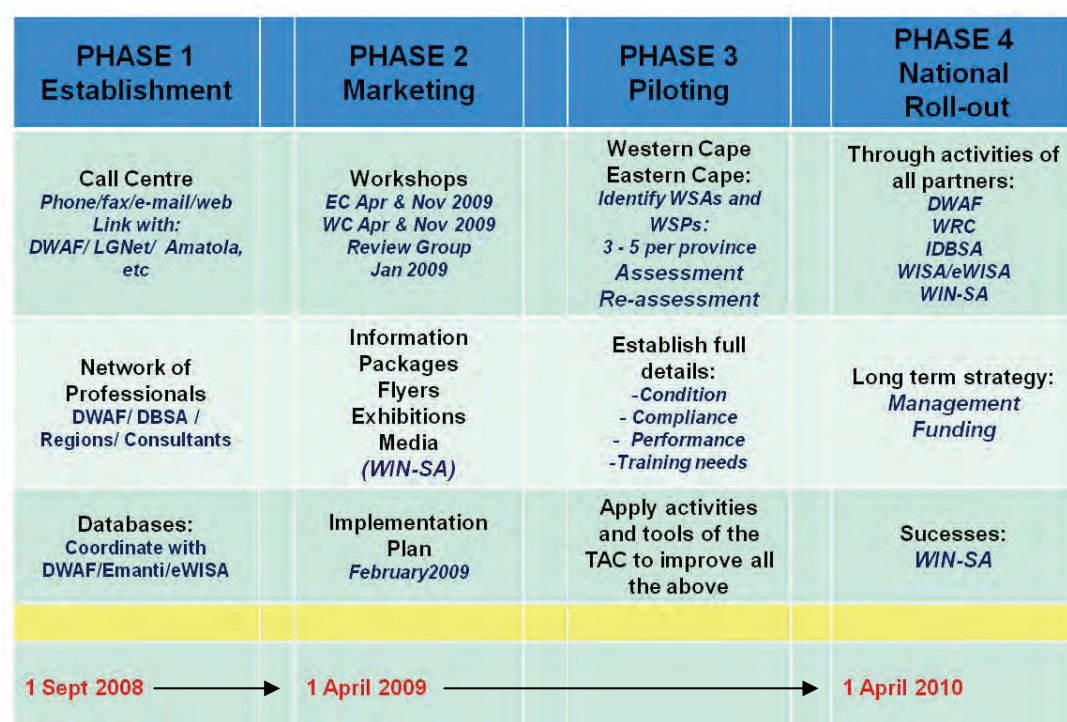 PHASE 1
Establishment
PHASE 2
Marketing
PHASE 3
Piloting
PHASE 4
National
Roll-out
Call Centre
Phone/fax/e-mail/web
Link with:
DWAF/ LGNet/ Amatola,
etc
Workshops
EC Apr & Nov 2009
WC Apr & Nov 2009
Review Group
Jan 2009
Western Cape
Eastern Cape:
Identify WSAs and
WSPs:
3 - 5 per province
Assessment
Re-assessment
Through activities of
all partners:
DWAF
WRC
IDBSA
WISA/eWISA
WIN-SA
Network of
Professionals
DWAF/ DBSA /
Regions/ Consultants
Information
Packages
Flyers
Exhibitions
Media
(WIN-SA)
Establish full
details:
-Condition
- Compliance
- Performance
-Training needs
Long term strategy:
Management
Funding
Databases:
Coordinate with
DWAF/Emanti/eWISA
Implementation
Plan
February2009
Apply activities
and tools of the
TAC to improve all
the above
Sucesses:
WIN-SA
1 Sept 2008
1 April 2009
1 April 2010